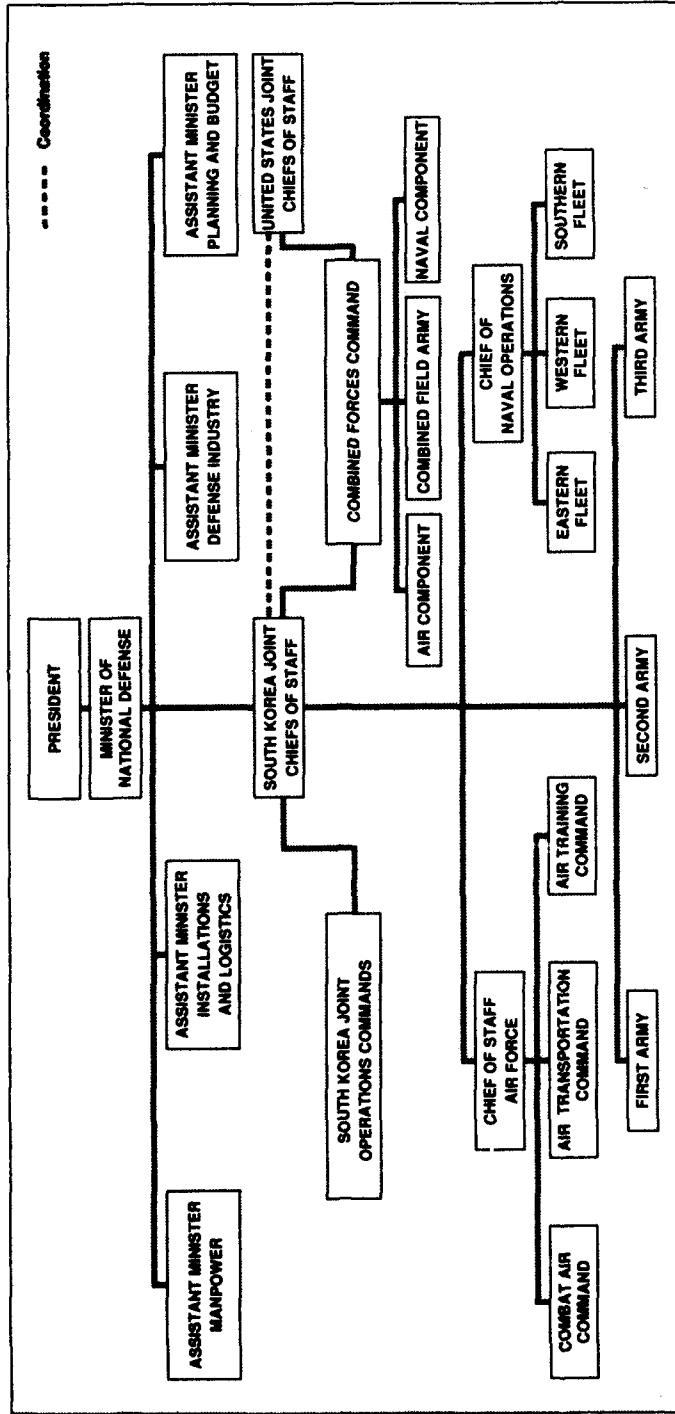 Coordination
PRESIDENT
MINISTER OF
NATIONAL DEFENSE
ASSISTANT MINISTER
MANPOWER
ASSISTANT MINISTER
INSTALLATIONS
AND LOGISTICS
ASSISTANT MINISTER
DEFENSE INDUSTRY
ASSISTANT MINISTER
PLANNING AND BUDGET
SOUTH KOREA JOINT
CHIEFS OF STAFF
UNITED STATES JOINT
CHIEFS OF STAFF
SOUTH KOREA JOINT
OPERATIONS COMMANDS
COMBINED FORCES COMMAND
AIR COMPONENT
COMBINED FIELD ARMY
NAVAL COMPONENT
CHIEF OF STAFF
AIR FORCE
CHIEF OF
NAVAL OPERATIONS
COMBAT AIR
COMMAND
AIR TRANSPORTATION
COMMAND
AIR TRAINING
COMMAND
EASTERN
FLEET
WESTERN
FLEET
SOUTHERN
FLEET
FIRST ARMY
SECOND ARMY
THIRD ARMY